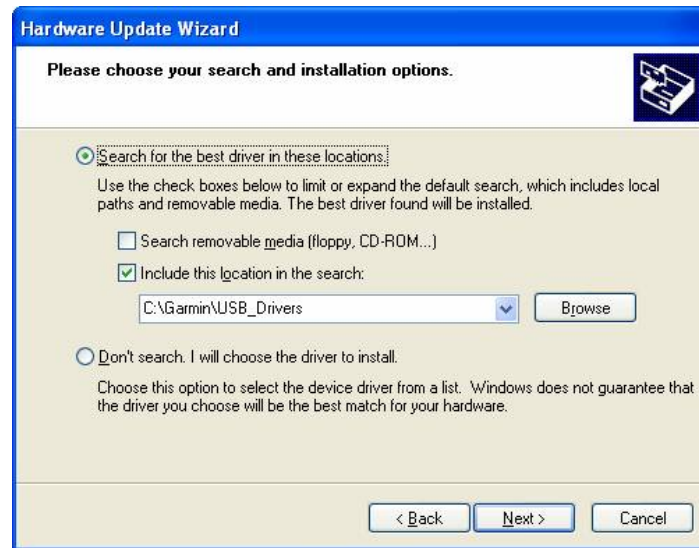 Hardware Update Wizard
Please choose your search and installation options.
Search for the best driver in these locations.
Use the check boxes below to limit or expand the default search, which includes local
paths and removable media. The best driver found will be installed.
Search removable media (floppy, CD-ROM...)
Include this location in the search:
C:\Garmin\USB_Drivers
Browse
Don't search. I will choose the driver to install.
Choose this option to select the device driver from a list. Windows does not guarantee that
the driver you choose will be the best match for your hardware.
< Back
Next >
Cancel